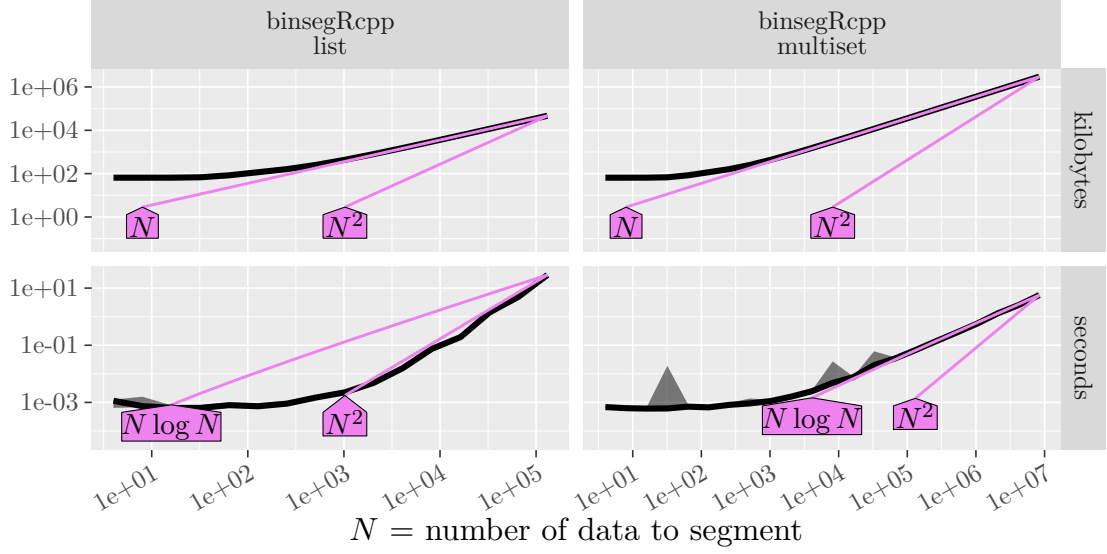 binsegRcpp
list
binsegRcpp
multiset
1e+06
1e+04
1e+02
1e+00
N
N²
N
N²
kilobytes
1e+01
1e-01
1e-03
N log N
N²
N log N
N²
seconds
1e+01
1e+02
1e+03
1e+04
1e+05
1e+01
1e+02
1e+03
1e+04
1e+05
1e+06
1e+07
N = number of data to segment